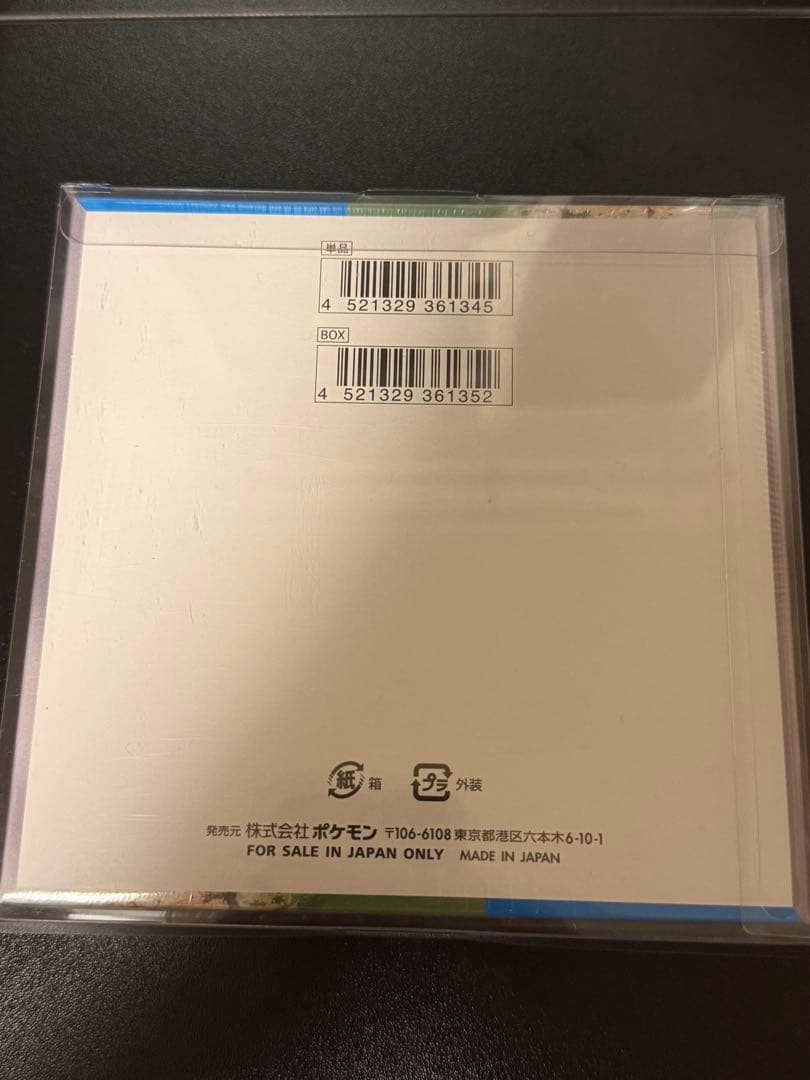 単品
4 521329 361345
BOX
4 521329 361352
紙 箱 プラ 外装
発売元 株式会社ポケモン 〒106-6108 東京都港区六本木6-10-1
FOR SALE IN JAPAN ONLY MADE IN JAPAN